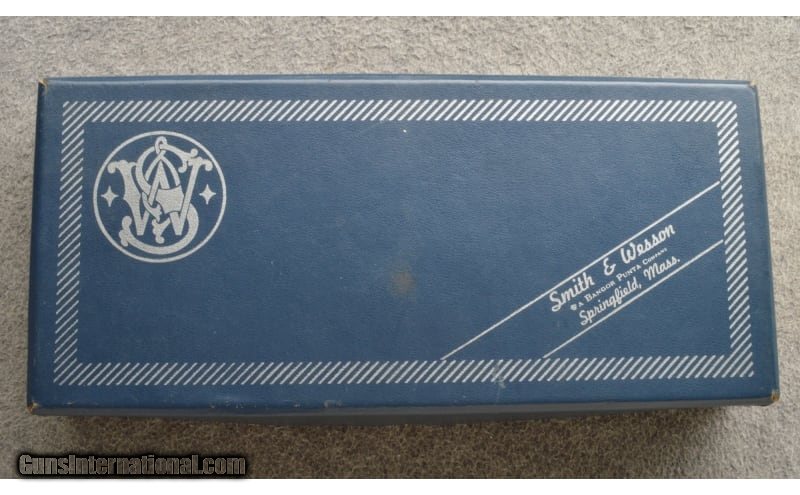 Smith & Wesson
A BANGOR PUNTA COMPANY
Springfield, Mass.
GunsInternational.com